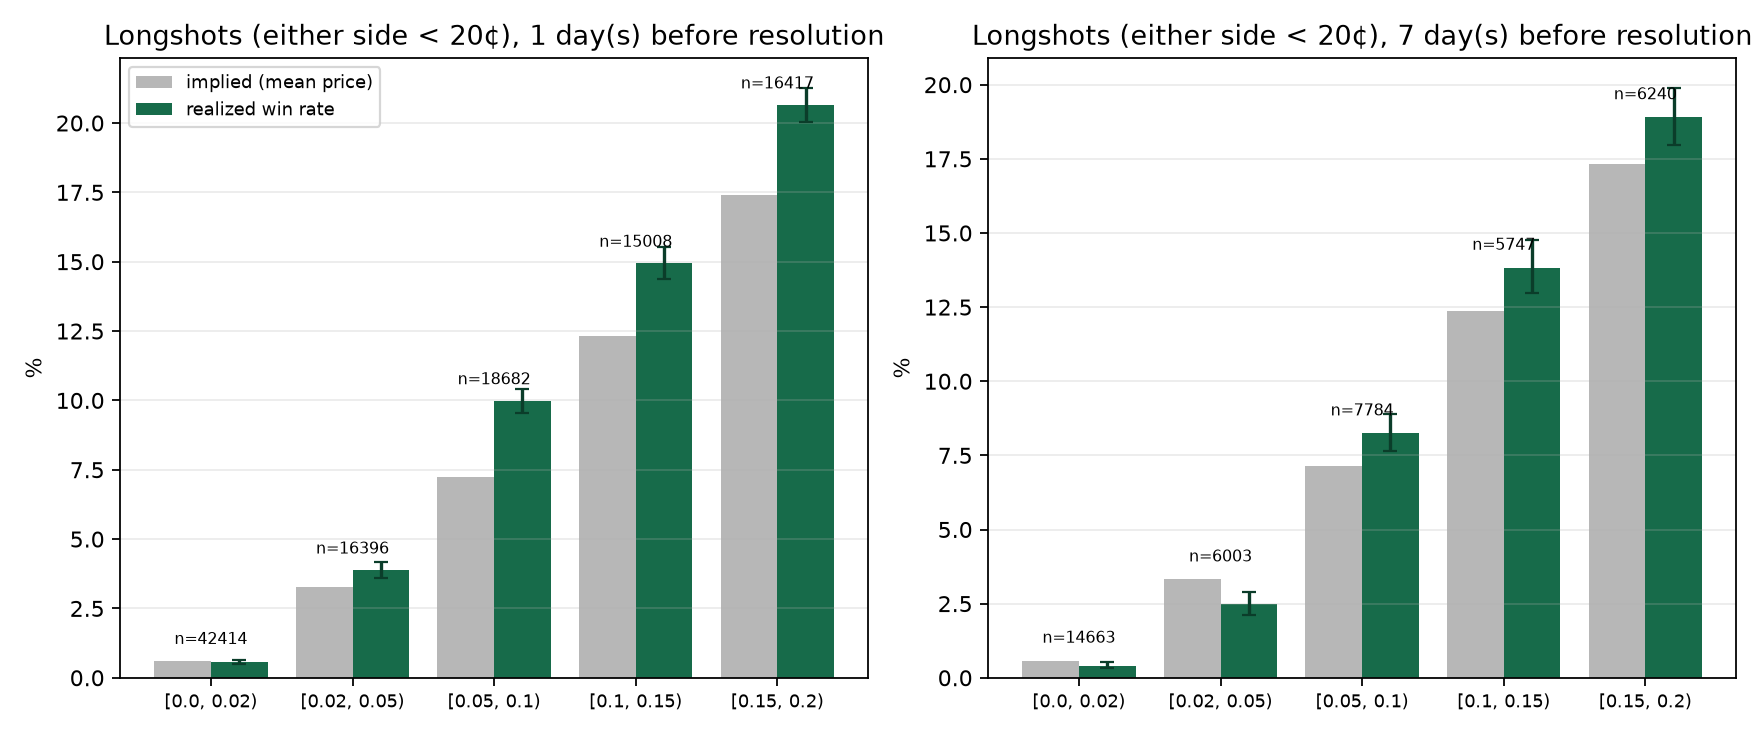 Longshots (either side < 20¢), 1 day(s) before resolution
implied (mean price)
realized win rate
%
20.0
17.5
15.0
12.5
10.0
7.5
5.0
2.5
0.0
n=42414
n=16396
n=18682
n=15008
n=16417
[0.0, 0.02)
[0.02, 0.05)
[0.05, 0.1)
[0.1, 0.15)
[0.15, 0.2)
Longshots (either side < 20¢), 7 day(s) before resolution
%
20.0
17.5
15.0
12.5
10.0
7.5
5.0
2.5
0.0
n=14663
n=6003
n=7784
n=5747
n=6240
[0.0, 0.02)
[0.02, 0.05)
[0.05, 0.1)
[0.1, 0.15)
[0.15, 0.2)